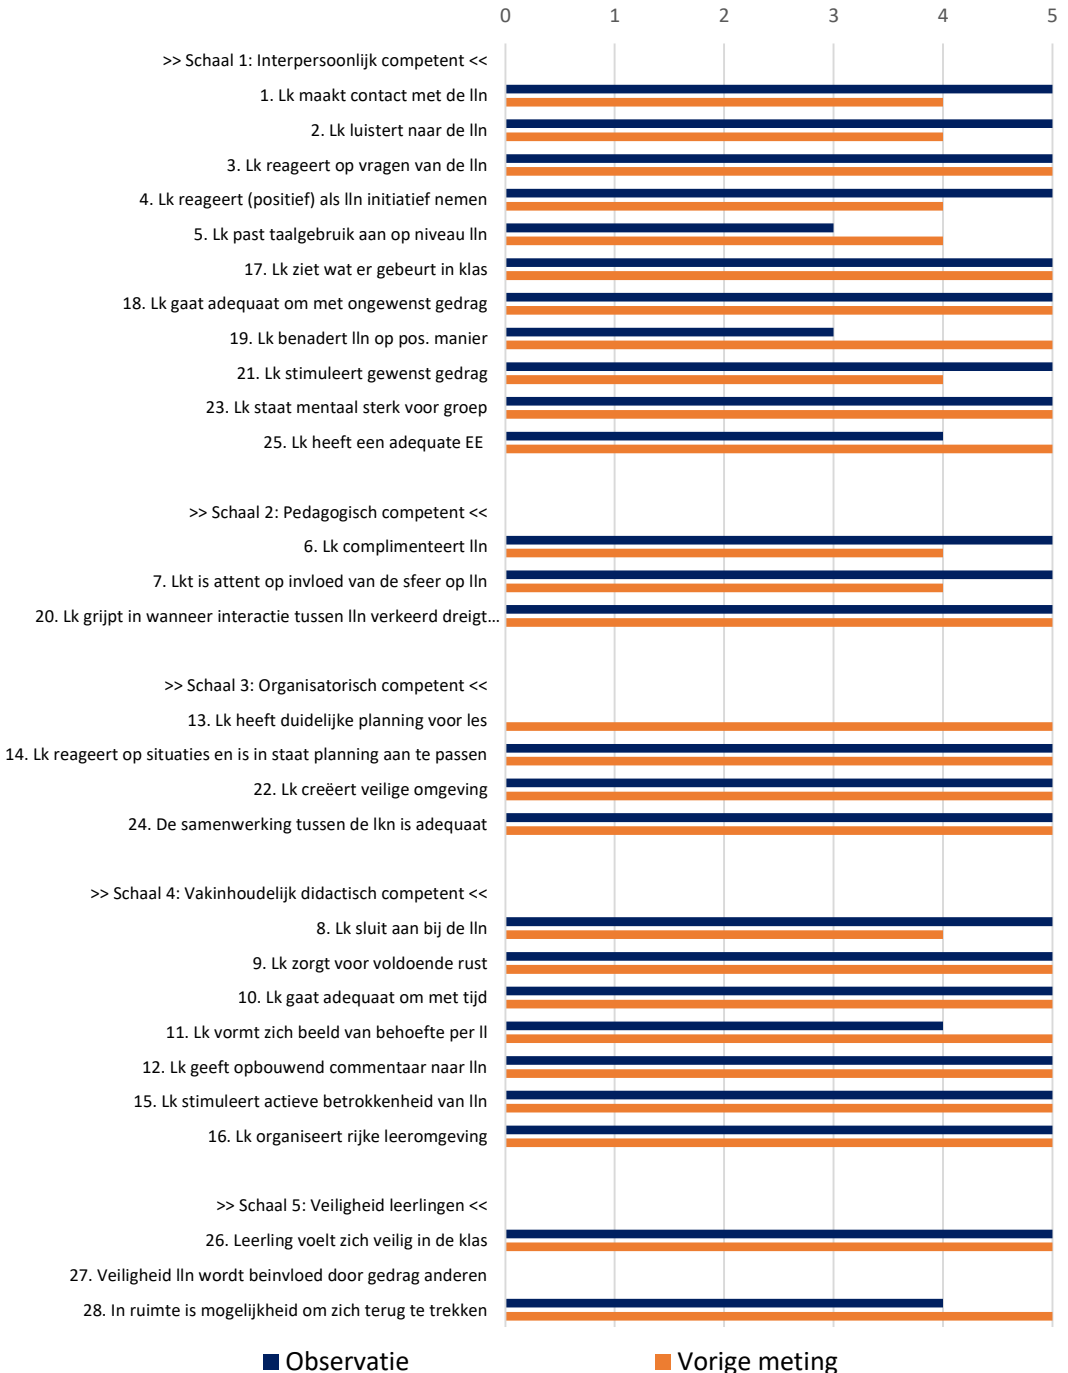 0 1 2 3 4 5
>> Schaal 1: Interpersoonlijk competent <<
1. Lk maakt contact met de lln
2. Lk luistert naar de lln
3. Lk reageert op vragen van de lln
4. Lk reageert (positief) als lln initiatief nemen
5. Lk past taalgebruik aan op niveau lln
17. Lk ziet wat er gebeurt in klas
18. Lk gaat adequaat om met ongewenst gedrag
19. Lk benadert lln op pos. manier
21. Lk stimuleert gewenst gedrag
23. Lk staat mentaal sterk voor groep
25. Lk heeft een adequate EE
>> Schaal 2: Pedagogisch competent <<
6. Lk complimenteert lln
7. Lkt is attent op invloed van de sfeer op lln
20. Lk grijpt in wanneer interactie tussen lln verkeerd dreigt...
>> Schaal 3: Organisatorisch competent <<
13. Lk heeft duidelijke planning voor les
14. Lk reageert op situaties en is in staat planning aan te passen
22. Lk creëert veilige omgeving
24. De samenwerking tussen de lkn is adequaat
>> Schaal 4: Vakinhoudelijk didactisch competent <<
8. Lk sluit aan bij de lln
9. Lk zorgt voor voldoende rust
10. Lk gaat adequaat om met tijd
11. Lk vormt zich beeld van behoefte per ll
12. Lk geeft opbouwend commentaar naar lln
15. Lk stimuleert actieve betrokkenheid van lln
16. Lk organiseert rijke leeromgeving
>> Schaal 5: Veiligheid leerlingen <<
26. Leerling voelt zich veilig in de klas
27. Veiligheid lln wordt beinvloed door gedrag anderen
28. In ruimte is mogelijkheid om zich terug te trekken
Observatie Vorige meting